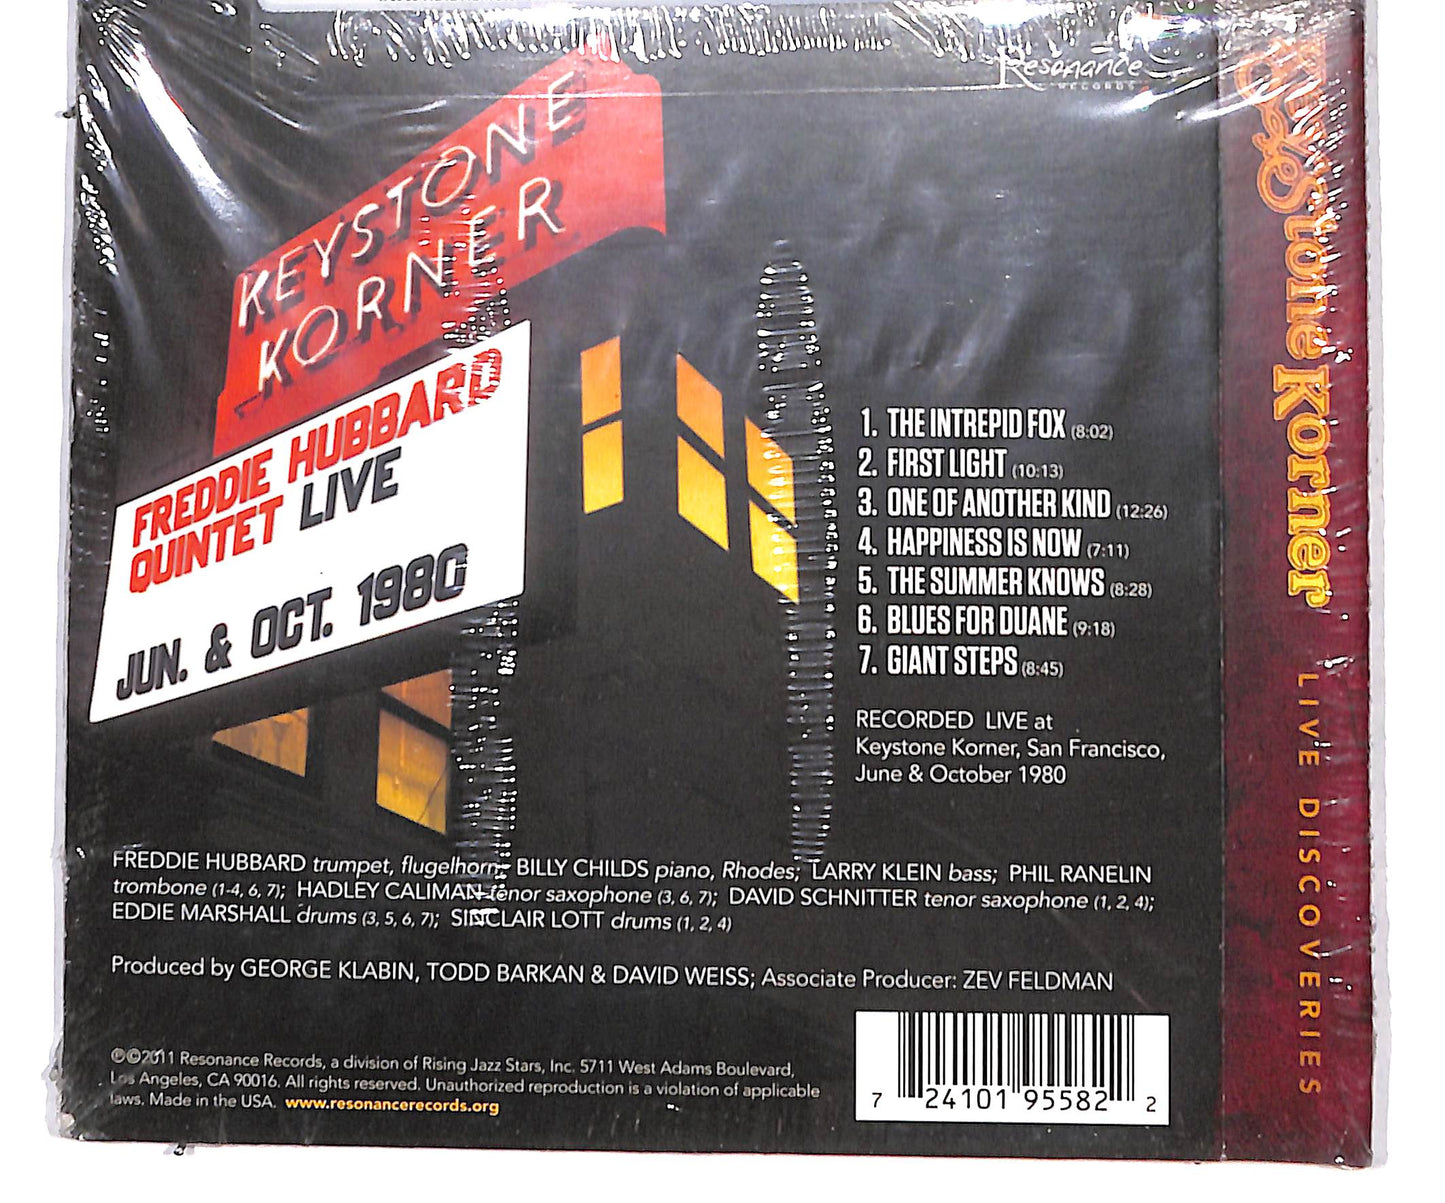 Resonance
RECORDS
KEYSTONE
KORNER
FREDDIE HUBBARD
QUINTET LIVE
JUN. & OCT. 1980
1. THE INTREPID FOX (8:02)
2. FIRST LIGHT (10:13)
3. ONE OF ANOTHER KIND (12:26)
4. HAPPINESS IS NOW (7:11)
5. THE SUMMER KNOWS (8:28)
6. BLUES FOR DUANE (9:18)
7. GIANT STEPS (8:45)
RECORDED LIVE at
Keystone Korner, San Francisco,
June & October 1980
FREDDIE HUBBARD trumpet, flugelhorn; BILLY CHILDS piano, Rhodes; LARRY KLEIN bass; PHIL RANELIN
trombone (1-4, 6, 7); HADLEY CALIMAN tenor saxophone (3, 6, 7); DAVID SCHNITTER tenor saxophone (1, 2, 4);
EDDIE MARSHALL drums (3, 5, 6, 7); SINCLAIR LOTT drums (1, 2, 4)
Produced by GEORGE KLABIN, TODD BARKAN & DAVID WEISS; Associate Producer: ZEV FELDMAN
℗©2011 Resonance Records, a division of Rising Jazz Stars, Inc. 5711 West Adams Boulevard,
Los Angeles, CA 90016. All rights reserved. Unauthorized reproduction is a violation of applicable
laws. Made in the USA. www.resonancerecords.org
7 24101 95582 2
Keystone Korner LIVE DISCOVERIES